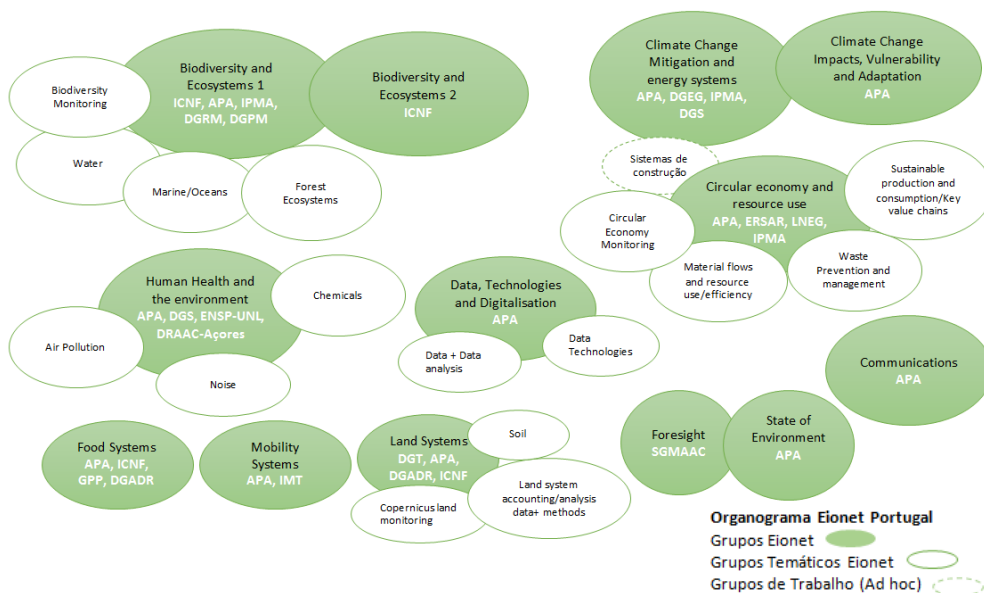 Biodiversity and
Ecosystems 1
ICNF, APA, IPMA,
DGRM, DGPM
Biodiversity and
Ecosystems 2
ICNF
Biodiversity
Monitoring
Water
Marine/Oceans
Forest
Ecosystems
Climate Change
Mitigation and
energy systems
APA, DGEG, IPMA,
DGS
Climate Change
Impacts, Vulnerability
and Adaptation
APA
Sistemas de
construção
Circular economy and
resource use
APA, ERSAR, LNEG,
IPMA
Sustainable
production and
consumption/Key
value chains
Circular
Economy
Monitoring
Material flows
and resource
use/efficiency
Waste
Prevention and
management
Human Health and
the environment
APA, DGS, ENSP-UNL,
DRAAC-Açores
Chemicals
Air Pollution
Noise
Data, Technologies
and Digitalisation
APA
Data + Data
analysis
Data
Technologies
Communications
APA
Food Systems
APA, ICNF,
GPP, DGADR
Mobility
Systems
APA, IMT
Land Systems
DGT, APA,
DGADR, ICNF
Soil
Copernicus land
monitoring
Land system
accounting/analysis
data+ methods
Foresight
SGMAAC
State of
Environment
APA
Organograma Eionet Portugal
Grupos Eionet
Grupos Temáticos Eionet
Grupos de Trabalho (Ad hoc)